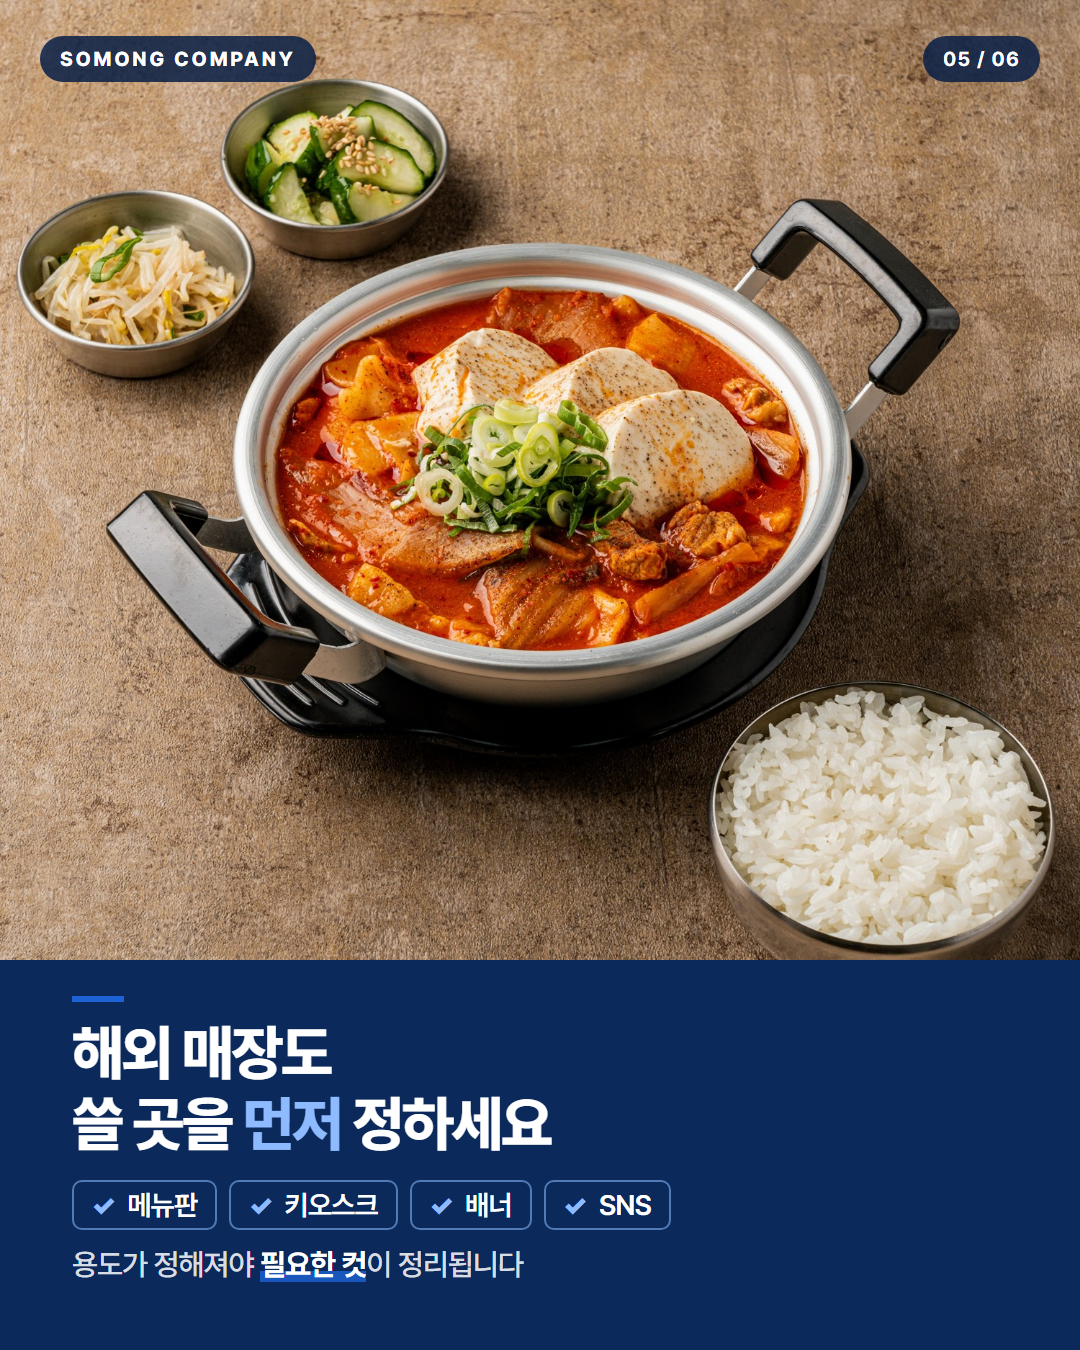 SOMONG COMPANY
05 / 06
해외 매장도
쓸 곳을 먼저 정하세요
메뉴판
키오스크
배너
SNS
용도가 정해져야 필요한 컷이 정리됩니다